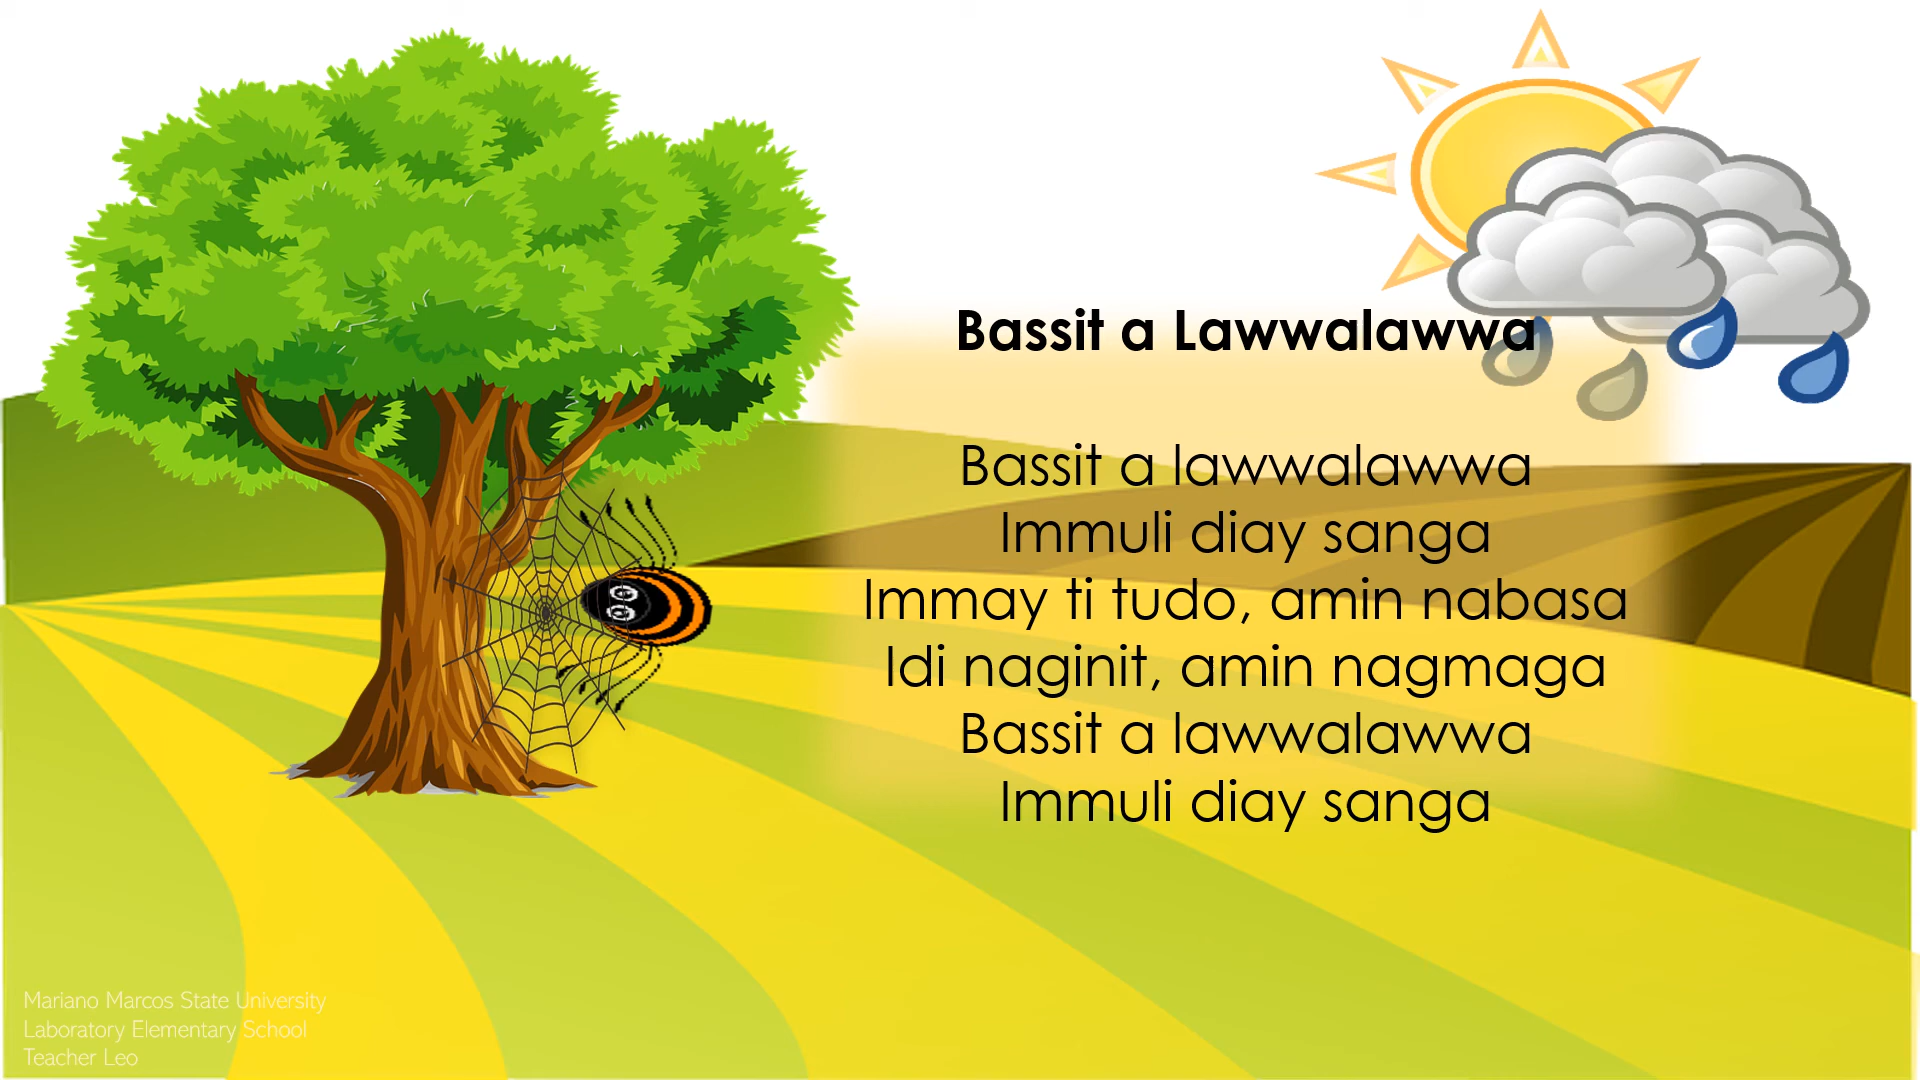 Bassit a Lawwalawwa
Bassit a lawwalawwa
Immuli diay sanga
Immay ti tudo, amin nabasa
Idi naginit, amin nagmaga
Bassit a lawwalawwa
Immuli diay sanga
Mariano Marcos State University
Laboratory Elementary School
Teacher Leo